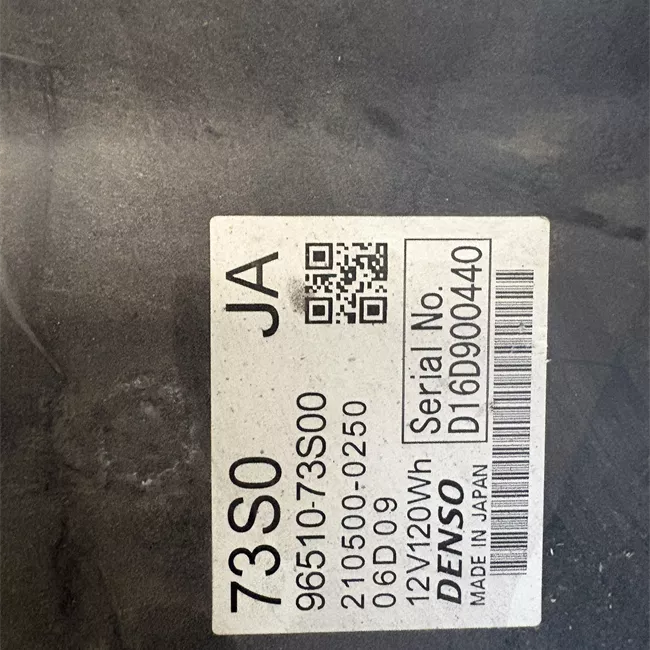 73S0 JA
96510-73S00
210500-0250
06D09
12V120Wh
DENSO
MADE IN JAPAN
Serial No.
D16D900440